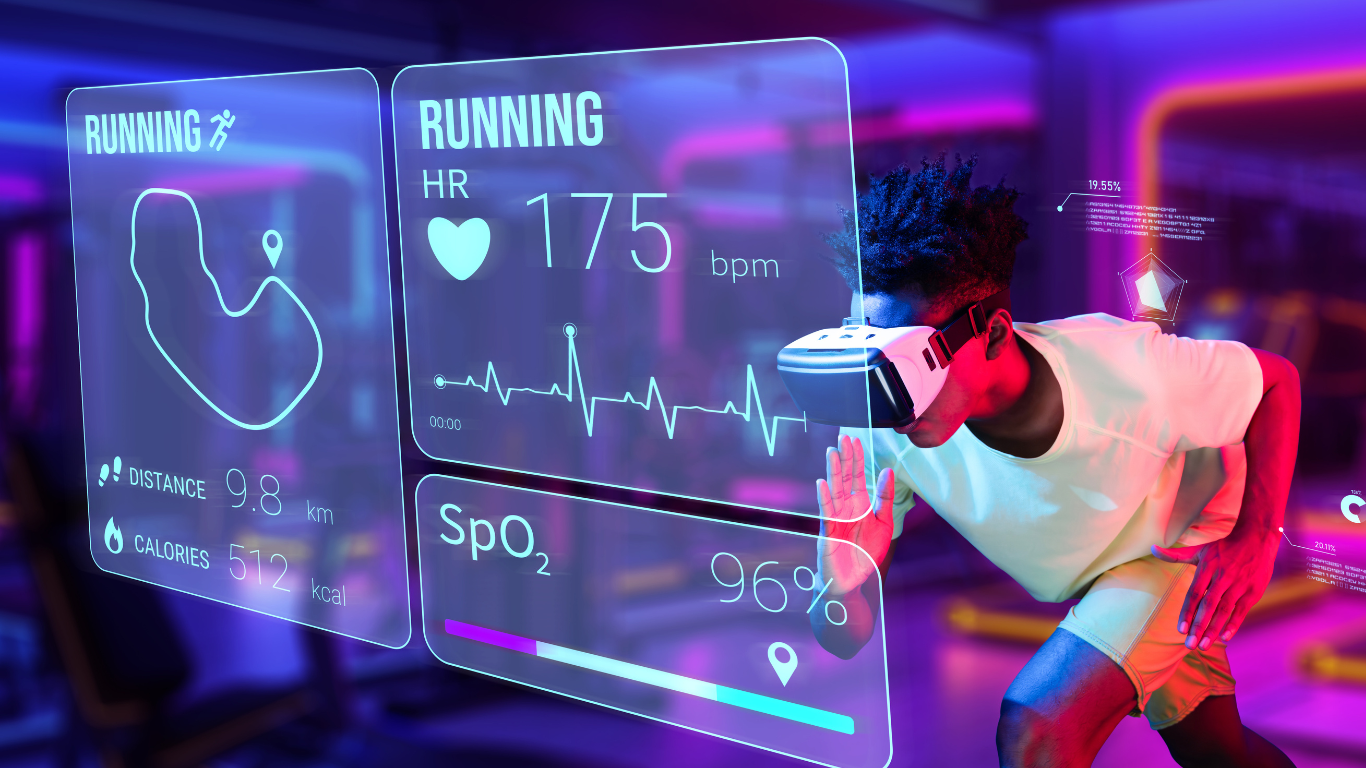 RUNNING
DISTANCE 9.8 km
CALORIES 512 kcal
RUNNING
HR
175 bpm
00:00
SpO₂
96%
19.55%
20.11%